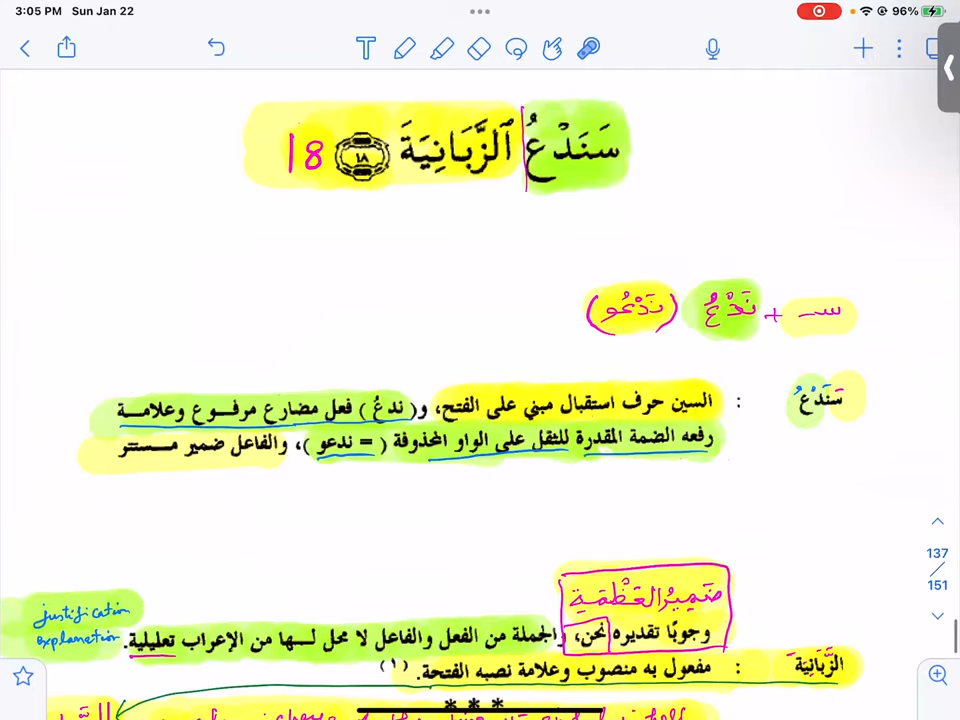 3:05 PM Sun Jan 22
96%
سَنَدْعُ ٱلزَّبَانِيَةَ ١٨ 18
سـ + نَدْعُ (نَدْعُو)
سَنَدْعُ : السين حرف استقبال مبني على الفتح، و( ندعُ ) فعل مضارع مرفوع وعلامة
رفعه الضمة المقدرة للثقل على الواو المحذوفة ( = ندعو )، والفاعل ضمير مستتر
137
151
ضَمِيرُ العَظْمَةِ
وجوبًا تقديره نحن، والجملة من الفعل والفاعل لا محل لها من الإعراب تعليلية.
justification
explanation
الزَّبَانِيَةَ : مفعول به منصوب وعلامة نصبه الفتحة. (١)
* * *